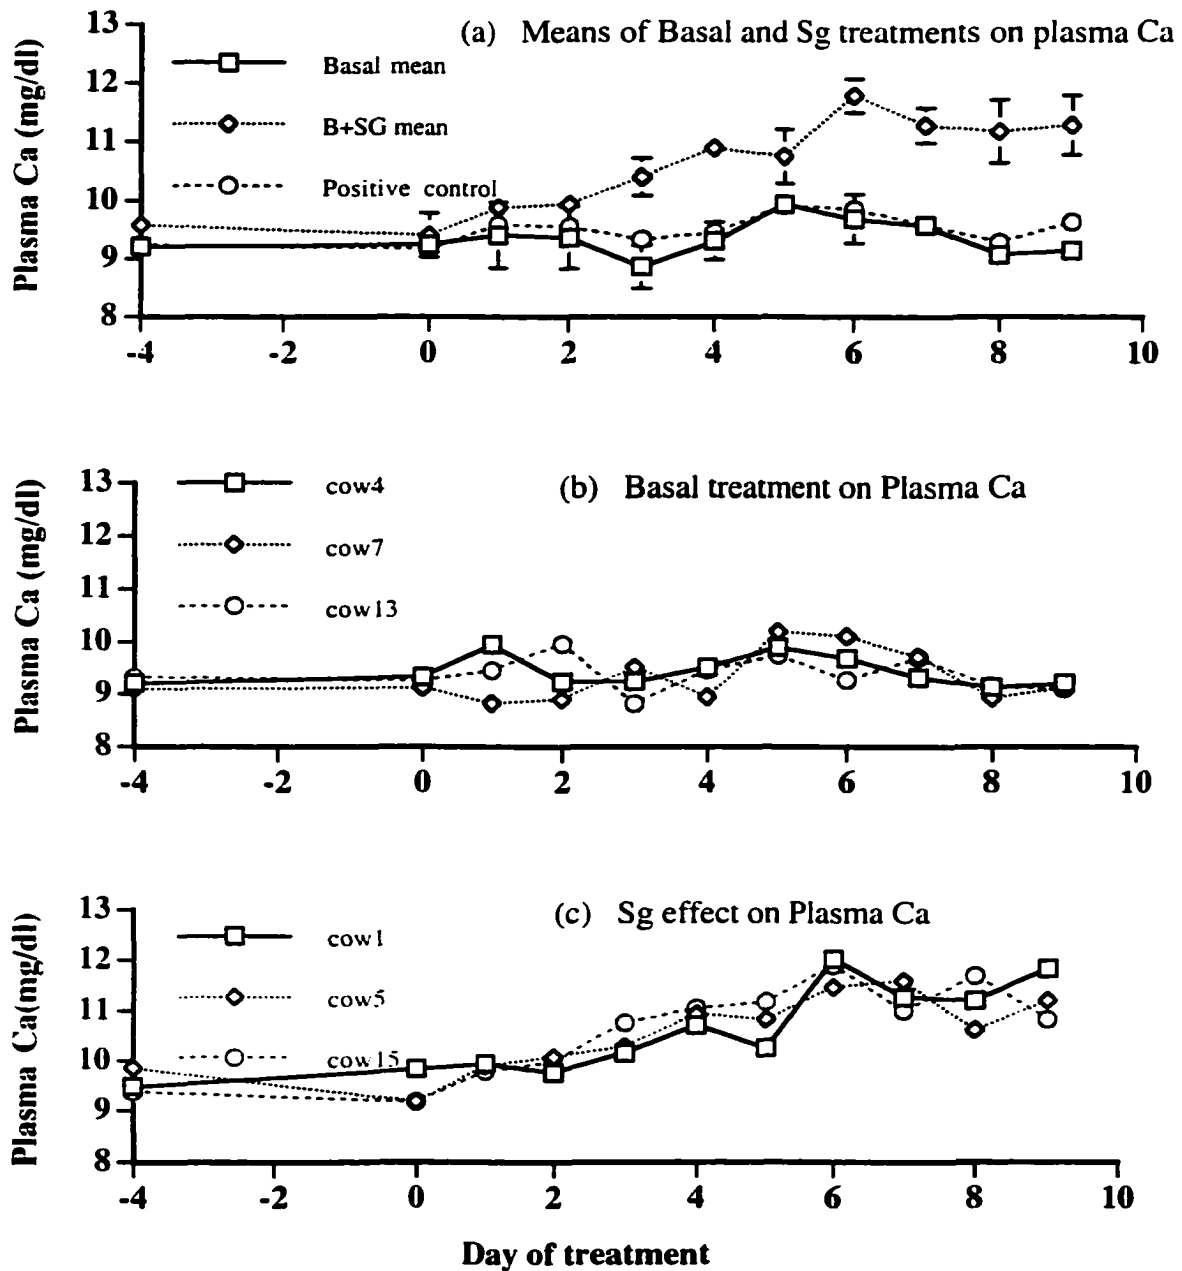 (a) Means of Basal and Sg treatments on plasma Ca
Plasma Ca (mg/dl)
13
12
11
10
9
8
Basal mean
B+SG mean
Positive control
-4 -2 0 2 4 6 8 10
(b) Basal treatment on Plasma Ca
Plasma Ca (mg/dl)
13
12
11
10
9
8
cow4
cow7
cow13
-4 -2 0 2 4 6 8 10
(c) Sg effect on Plasma Ca
Plasma Ca(mg/dl)
13
12
11
10
9
8
cow1
cow5
cow15
-4 -2 0 2 4 6 8 10
Day of treatment